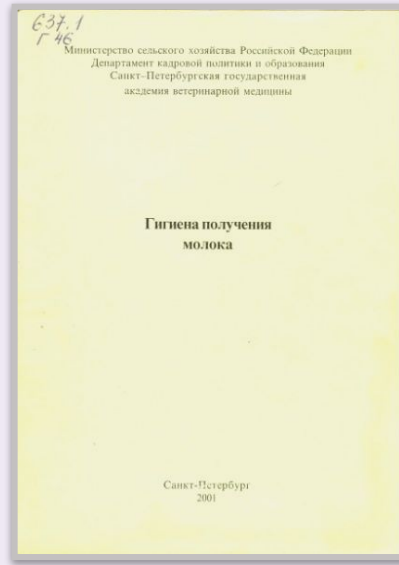 637.1
Г 46
Министерство сельского хозяйства Российской Федерации
Департамент кадровой политики и образования
Санкт-Петербургская государственная
академия ветеринарной медицины
Гигиена получения
молока
Санкт-Петербург
2001